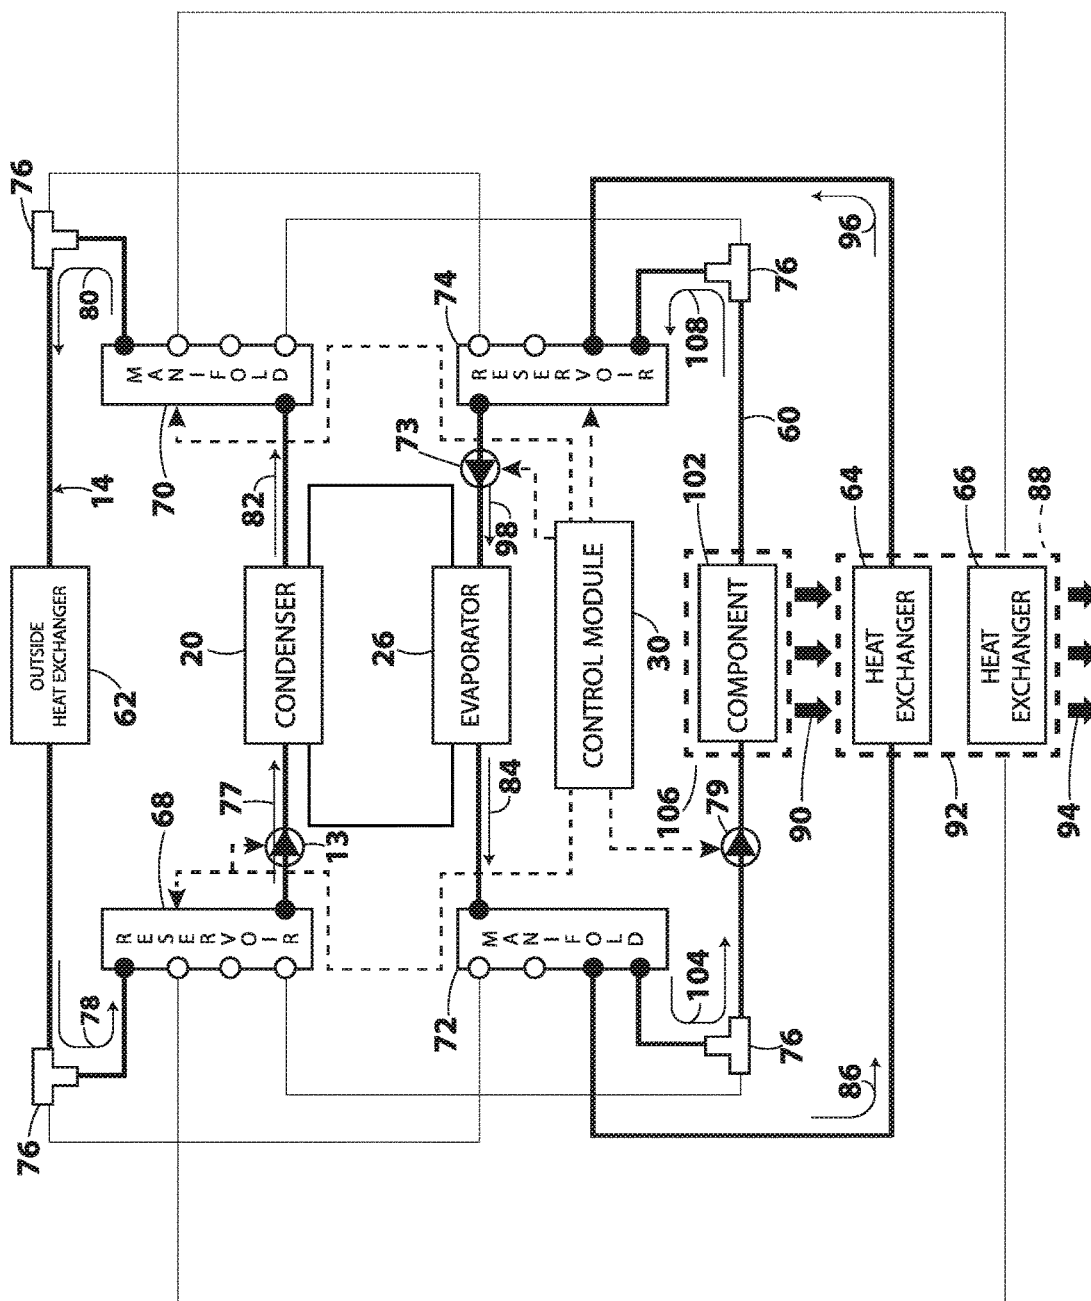 76
76
OUTSIDE
HEAT EXCHANGER
14
62
78
80
RESERVOIR
MANIFOLD
68
70
20
CONDENSER
77
82
13
73
74
72
26
EVAPORATOR
RESERVOIR
MANIFOLD
84
98
CONTROL MODULE
30
104
108
106
102
79
COMPONENT
60
76
76
90
86
96
64
HEAT
EXCHANGER
92
66
HEAT
EXCHANGER
88
94